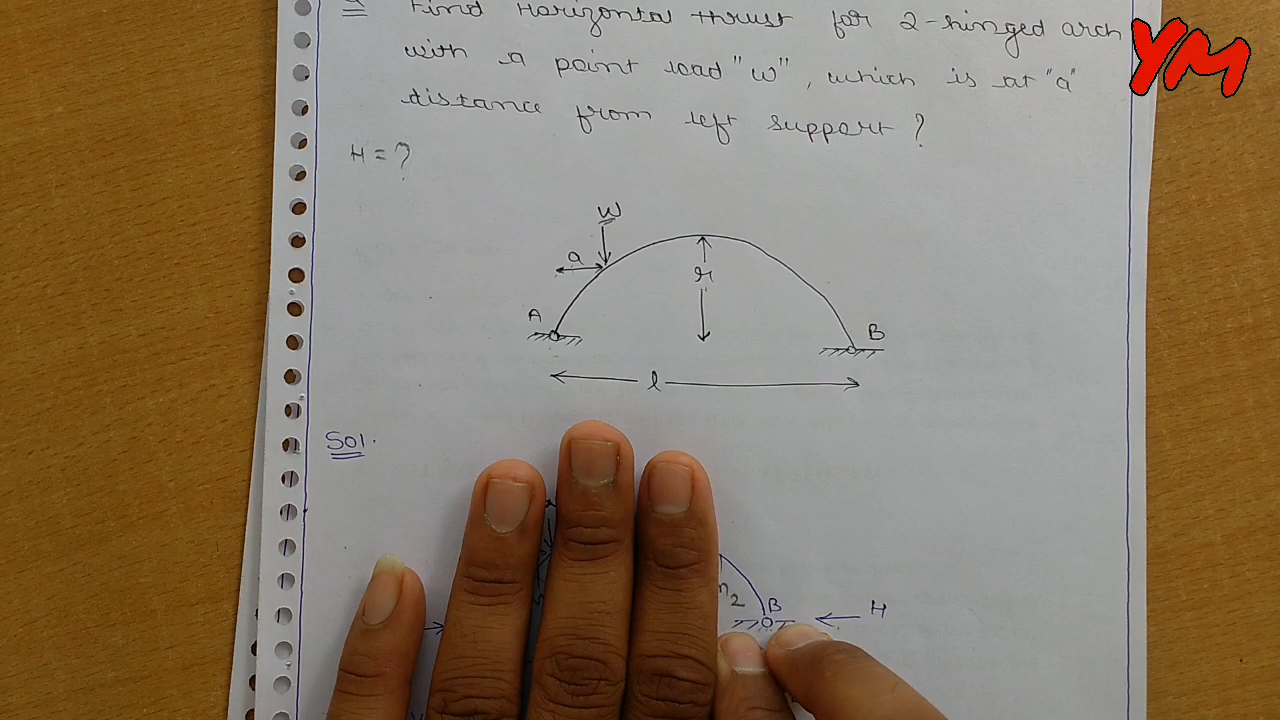 Find Horizontal thrust for 2-hinged arch
with a point load "W", which is at "a"
distance from left support?
H = ?
W
a
A
B
l
Sol.
n2
B
H
YM